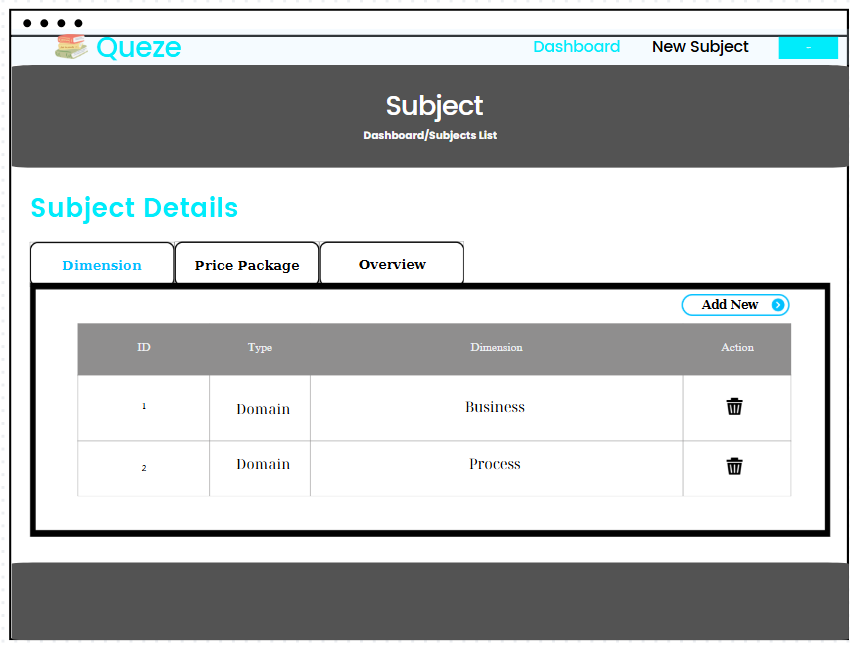 Queze Dashboard New Subject
Subject
Dashboard/Subjects List
Subject Details
Dimension Price Package Overview
Add New
ID Type Dimension Action
1 Domain Business
2 Domain Process